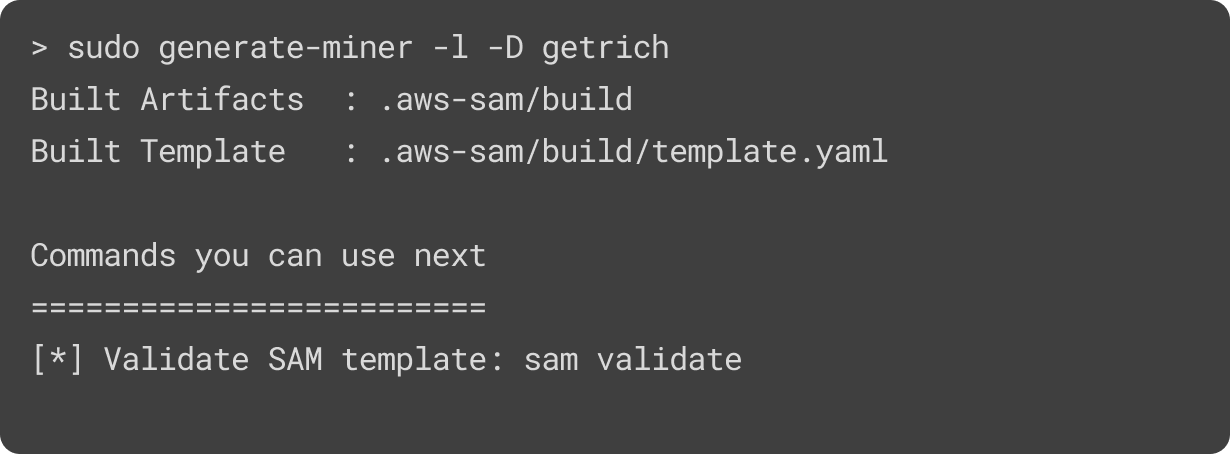 > sudo generate-miner -l -D getrich
Built Artifacts  : .aws-sam/build
Built Template   : .aws-sam/build/template.yaml
Commands you can use next
=========================
[*] Validate SAM template: sam validate